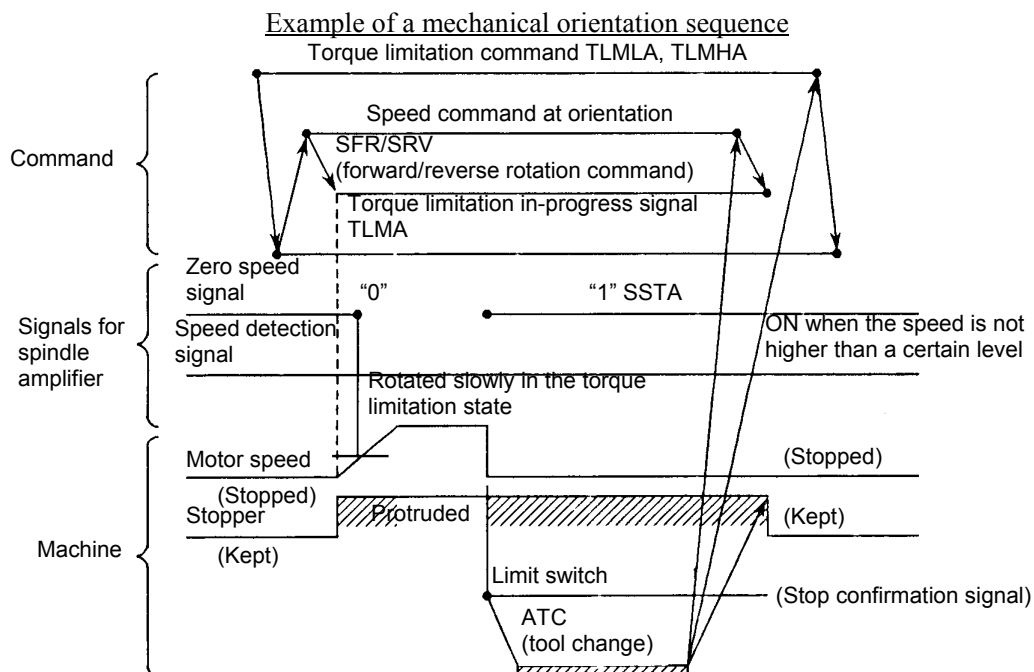 Example of a mechanical orientation sequence
Torque limitation command TLMLA, TLMHA
Command
Speed command at orientation
SFR/SRV
(forward/reverse rotation command)
Torque limitation in-progress signal
TLMA
Signals for
spindle
amplifier
Zero speed
signal
“0”
“1” SSTA
Speed detection
signal
ON when the speed is not
higher than a certain level
Rotated slowly in the torque
limitation state
Machine
Motor speed
(Stopped)
(Stopped)
Stopper
Protruded
(Kept)
(Kept)
Limit switch
(Stop confirmation signal)
ATC
(tool change)